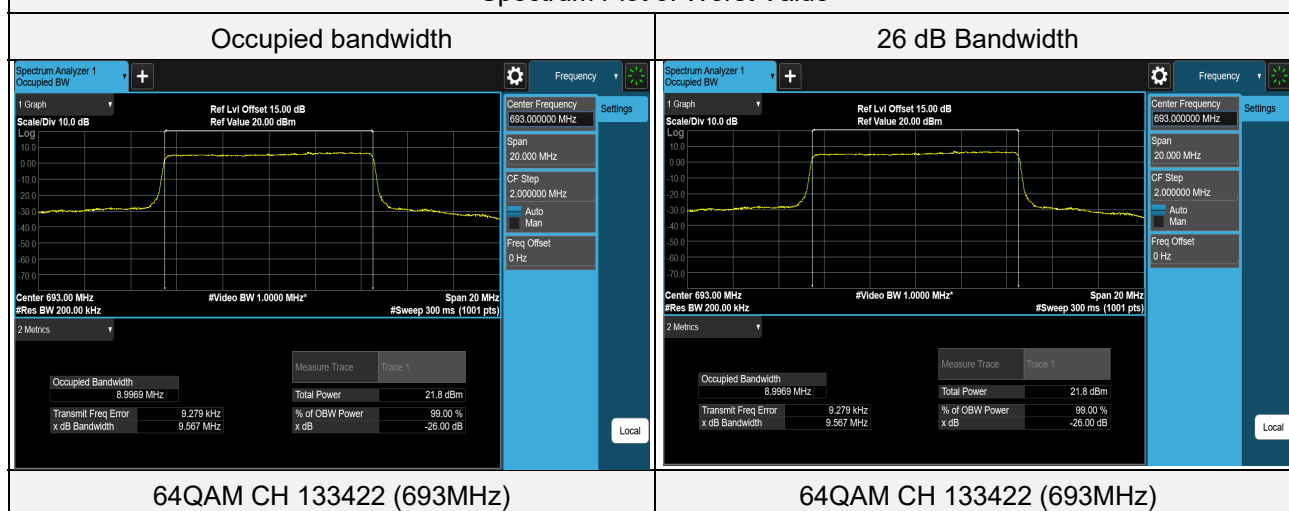 Occupied bandwidth
26 dB Bandwidth
Spectrum Analyzer 1
Occupied BW
+
Frequency
1 Graph
Ref Lvl Offset 15.00 dB
Scale/Div 10.0 dB
Ref Value 20.00 dBm
Log
10.0
0.00
-10.0
-20.0
-30.0
-40.0
-50.0
-60.0
-70.0
Center 693.00 MHz
#Video BW 1.0000 MHz*
Span 20 MHz
#Res BW 200.00 kHz
#Sweep 300 ms (1001 pts)
Center Frequency
693.000000 MHz
Settings
Span
20.000 MHz
CF Step
2.000000 MHz
Auto
Man
Freq Offset
0 Hz
Local
2 Metrics
Measure Trace Trace 1
Occupied Bandwidth
8.9969 MHz
Total Power 21.8 dBm
Transmit Freq Error 9.279 kHz
% of OBW Power 99.00 %
x dB Bandwidth 9.567 MHz
x dB -26.00 dB
Spectrum Analyzer 1
Occupied BW
+
Frequency
1 Graph
Ref Lvl Offset 15.00 dB
Scale/Div 10.0 dB
Ref Value 20.00 dBm
Log
10.0
0.00
-10.0
-20.0
-30.0
-40.0
-50.0
-60.0
-70.0
Center 693.00 MHz
#Video BW 1.0000 MHz*
Span 20 MHz
#Res BW 200.00 kHz
#Sweep 300 ms (1001 pts)
Center Frequency
693.000000 MHz
Settings
Span
20.000 MHz
CF Step
2.000000 MHz
Auto
Man
Freq Offset
0 Hz
Local
2 Metrics
Measure Trace Trace 1
Occupied Bandwidth
8.9969 MHz
Total Power 21.8 dBm
Transmit Freq Error 9.279 kHz
% of OBW Power 99.00 %
x dB Bandwidth 9.567 MHz
x dB -26.00 dB
64QAM CH 133422 (693MHz)
64QAM CH 133422 (693MHz)